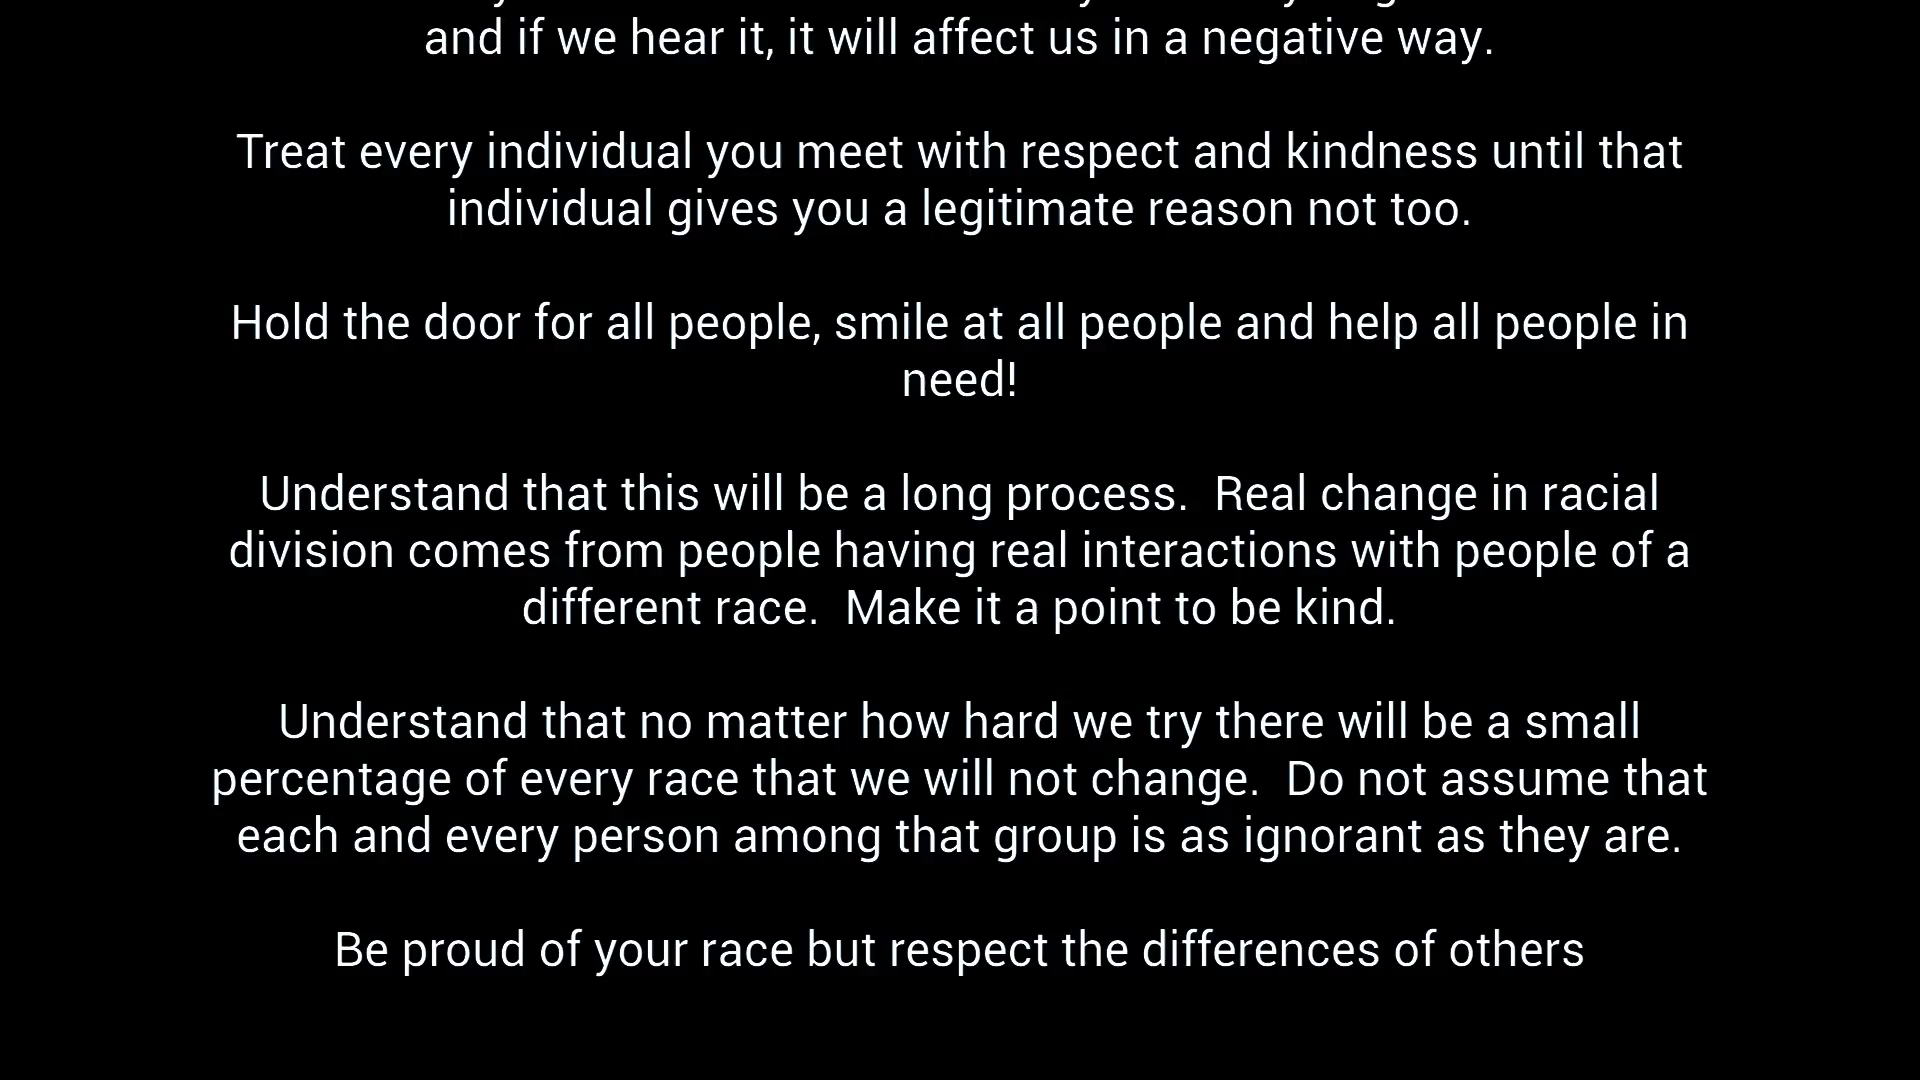 and if we hear it, it will affect us in a negative way.
Treat every individual you meet with respect and kindness until that
individual gives you a legitimate reason not too.
Hold the door for all people, smile at all people and help all people in
need!
Understand that this will be a long process.  Real change in racial
division comes from people having real interactions with people of a
different race.  Make it a point to be kind.
Understand that no matter how hard we try there will be a small
percentage of every race that we will not change.  Do not assume that
each and every person among that group is as ignorant as they are.
Be proud of your race but respect the differences of others